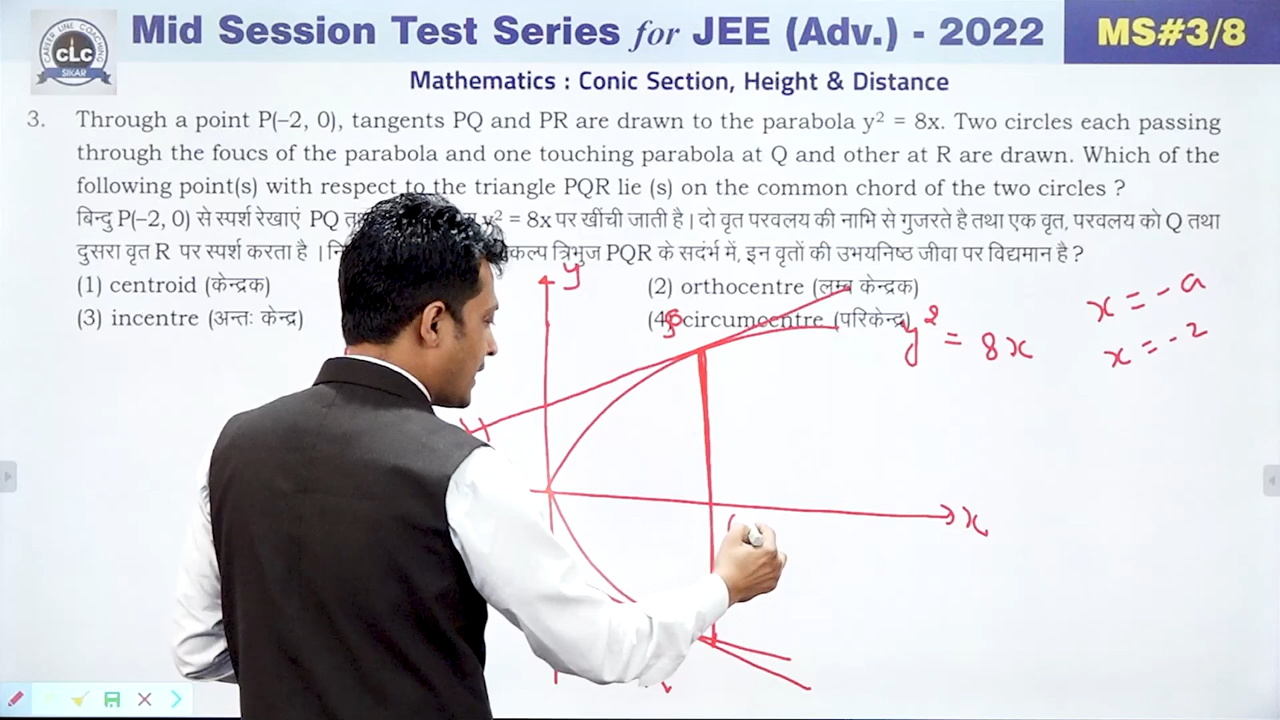 Mid Session Test Series for JEE (Adv.) - 2022
MS#3/8
CAREER LINE COACHING
CLC
SIKAR
Mathematics : Conic Section, Height & Distance
3. Through a point P(–2, 0), tangents PQ and PR are drawn to the parabola y² = 8x. Two circles each passing
through the foucs of the parabola and one touching parabola at Q and other at R are drawn. Which of the
following point(s) with respect to the triangle PQR lie (s) on the common chord of the two circles ?
बिन्दु P(–2, 0) से स्पर्श रेखाएं PQ y² = 8x पर खींची जाती है। दो वृत परवलय की नाभि से गुजरते है तथा एक वृत, परवलय को Q तथा
दुसरा वृत R पर स्पर्श करता है । PQR के सदंर्भ में, इन वृतों की उभयनिष्ठ जीवा पर विद्यमान है ?
(1) centroid (केन्द्रक)
(2) orthocentre (लम्ब केन्द्रक)
(3) incentre (अन्तः केन्द्र)
(4) circumcentre (परिकेन्द्र)
y
x
y² = 8x
x = -a
x = -2